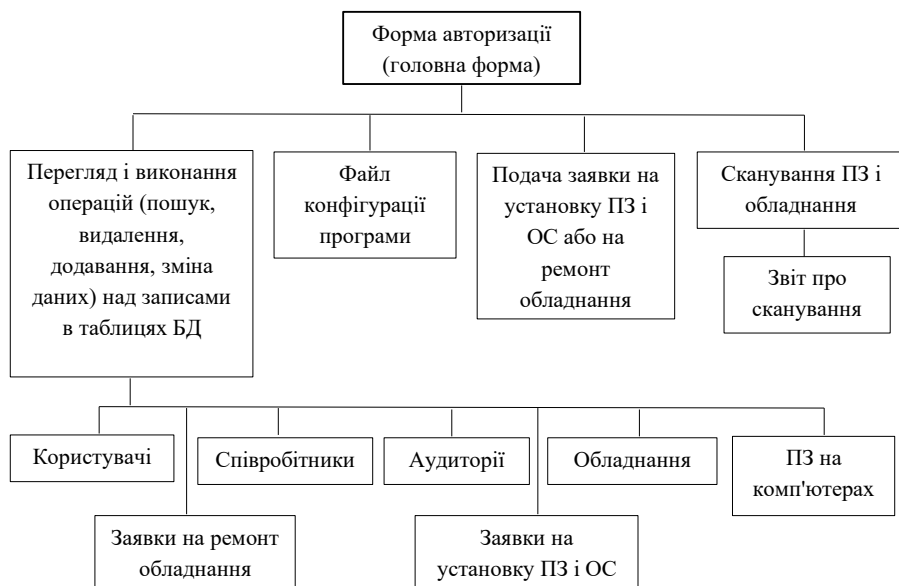 Форма авторизації
(головна форма)
Перегляд і виконання
операцій (пошук,
видалення,
додавання, зміна
даних) над записами
в таблицях БД
Файл
конфігурації
програми
Подача заявки на
установку ПЗ і
ОС або на
ремонт
обладнання
Сканування ПЗ і
обладнання
Звіт про
сканування
Користувачі
Співробітники
Аудиторії
Обладнання
ПЗ на
комп'ютерах
Заявки на ремонт
обладнання
Заявки на
установку ПЗ і ОС